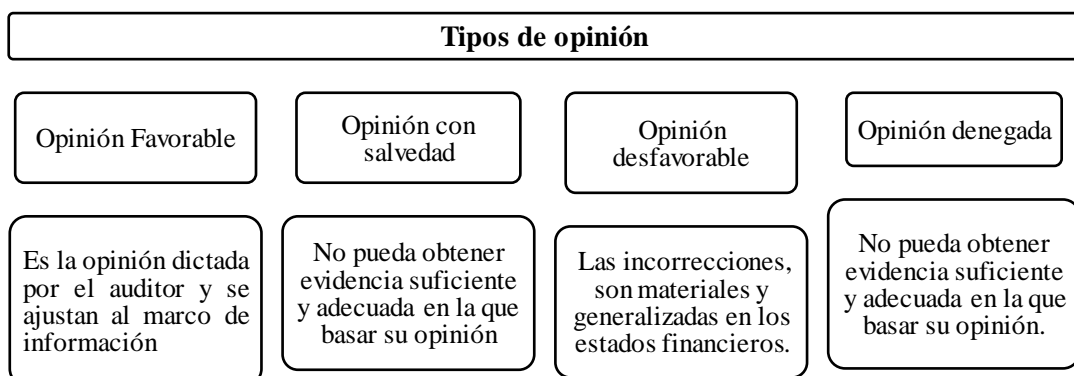 Tipos de opinión
Opinión Favorable
Opinión con
salvedad
Opinión
desfavorable
Opinión denegada
Es la opinión dictada
por el auditor y se
ajustan al marco de
información
No pueda obtener
evidencia suficiente
y adecuada en la que
basar su opinión
Las incorrecciones,
son materiales y
generalizadas en los
estados financieros.
No pueda obtener
evidencia suficiente
y adecuada en la que
basar su opinión.